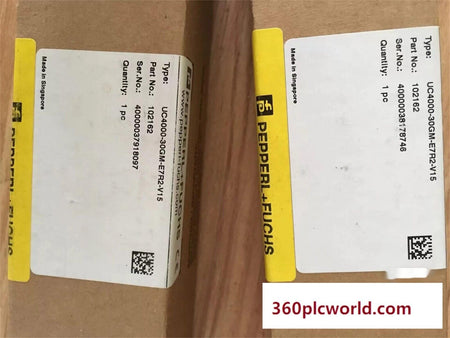 Type: UC4000-30GM-E7R2-V15
Part No.: 102162
Ser.No.: 40000037918097
Quantity: 1 pc
Made in Singapore
PEPPERL+FUCHS
Type: UC4000-30GM-E7R2-V15
Part No.: 102162
Ser.No.: 40000038178746
Quantity: 1 pc
Made in Singapore
PEPPERL+FUCHS
360plcworld.com